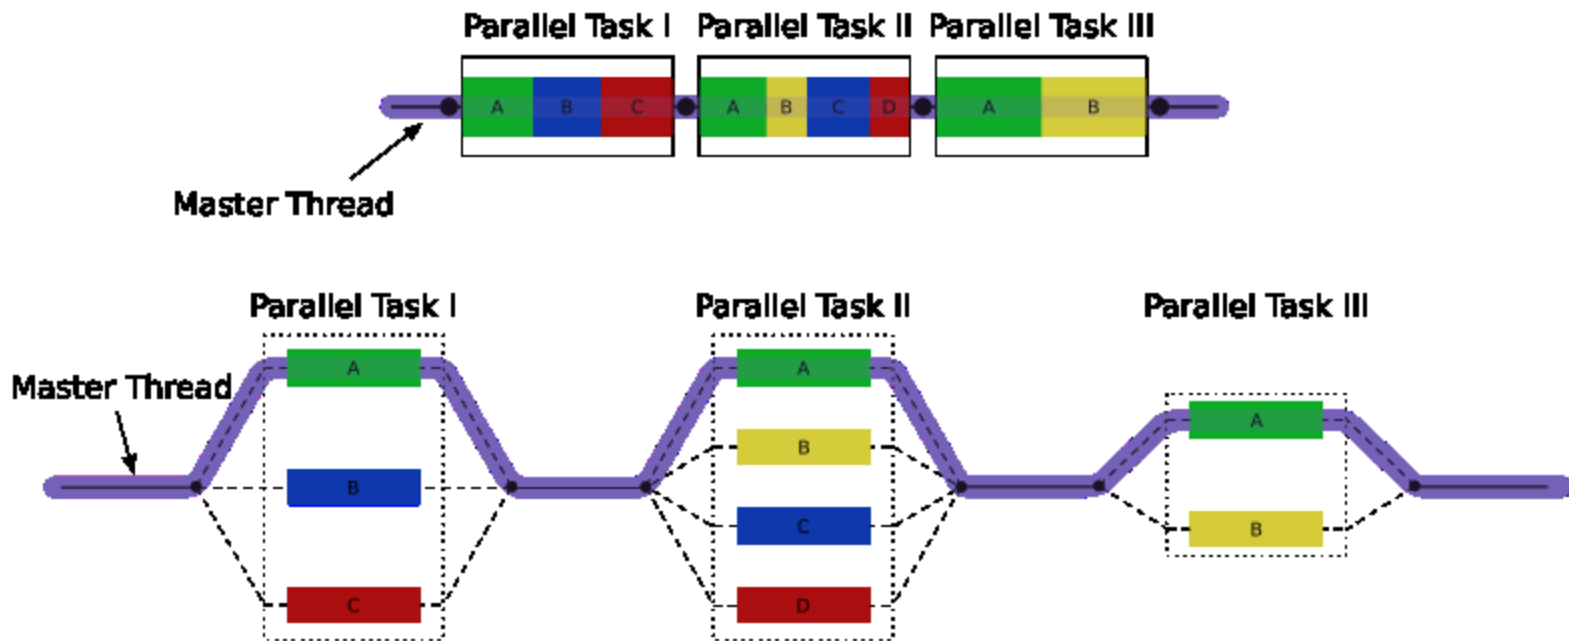 Parallel Task I Parallel Task II Parallel Task III
A B C A B C D A B
Master Thread
Parallel Task I Parallel Task II Parallel Task III
A A
Master Thread
A
B
B C
B
C D